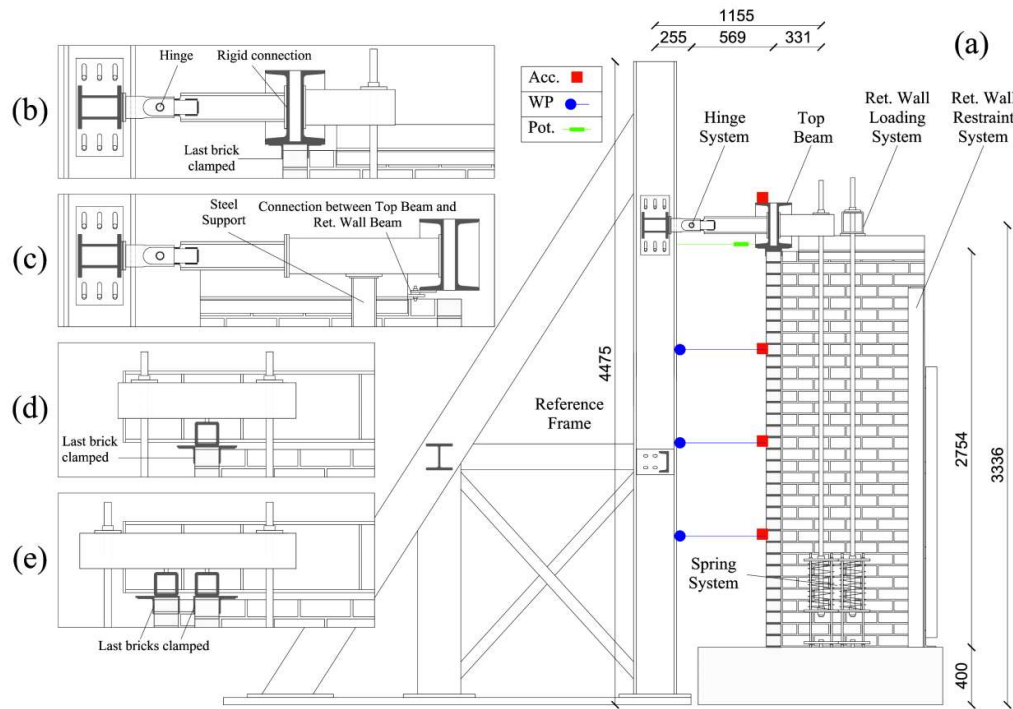 1155
255
569
331
(a)
Hinge
Rigid connection
(b)
Last brick
clamped
Acc.
WP
Pot.
Hinge
System
Top
Beam
Ret. Wall
Loading
System
Ret. Wall
Restraint
System
Steel
Support
Connection between Top Beam and
Ret. Wall Beam
(c)
4475
(d)
Last brick
clamped
Reference
Frame
2754
3336
(e)
Last bricks clamped
Spring
System
400